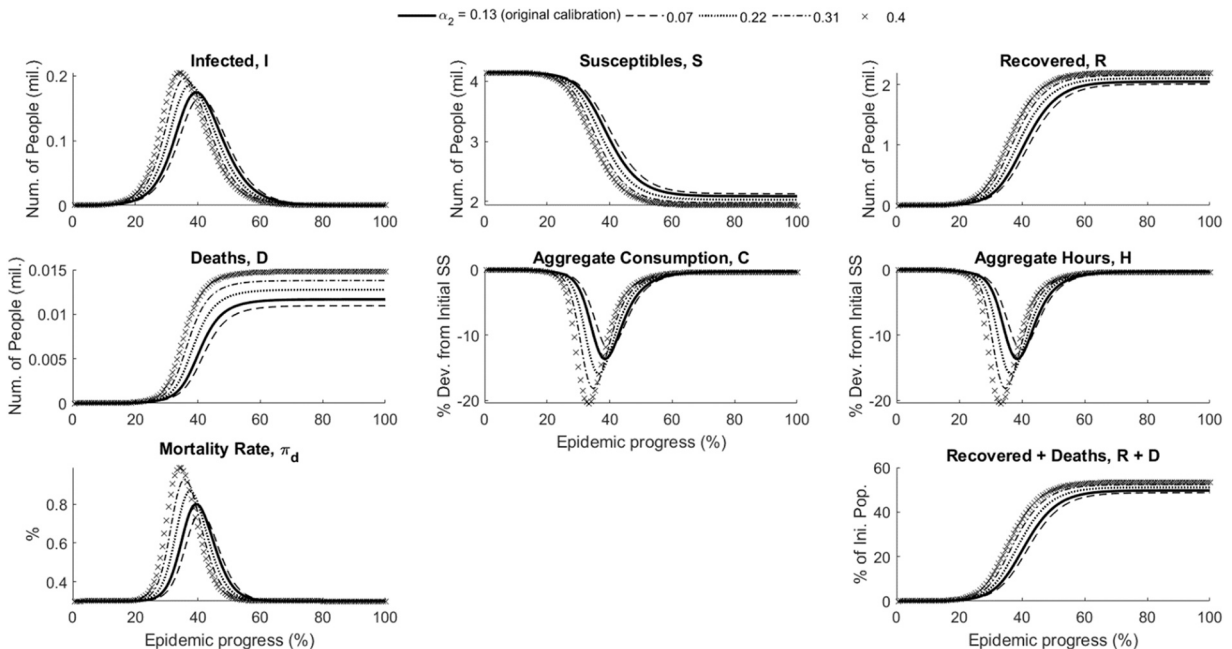 α2 = 0.13 (original calibration) 0.07 0.22 0.31 0.4
Infected, I
Num. of People (mil.)
0.2
0.1
0
0 20 40 60 80 100
Susceptibles, S
Num. of People (mil.)
4
2
0 20 40 60 80 100
Recovered, R
Num. of People (mil.)
2
1
0
0 20 40 60 80 100
Deaths, D
Num. of People (mil.)
0.015
0.01
0.005
0
0 20 40 60 80 100
Aggregate Consumption, C
% Dev. from Initial SS
0
-10
-20
0 20 40 60 80 100
Epidemic progress (%)
Aggregate Hours, H
% Dev. from Initial SS
0
-10
-20
0 20 40 60 80 100
Mortality Rate, πd
%
0.8
0.6
0.4
0 20 40 60 80 100
Epidemic progress (%)
Recovered + Deaths, R + D
% of Ini. Pop.
60
40
20
0
0 20 40 60 80 100
Epidemic progress (%)